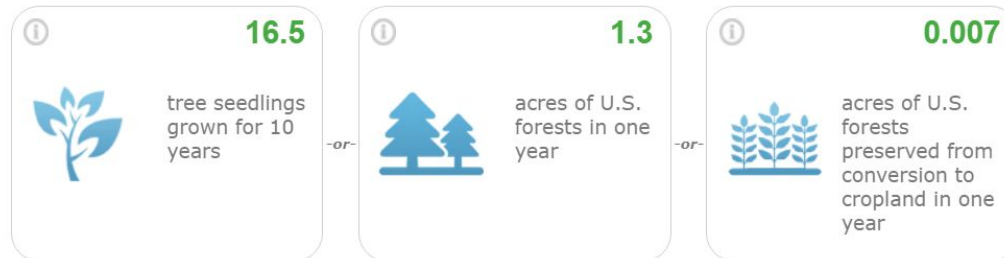 16.5
tree seedlings
grown for 10
years
-or-
1.3
acres of U.S.
forests in one
year
-or-
0.007
acres of U.S.
forests
preserved from
conversion to
cropland in one
year